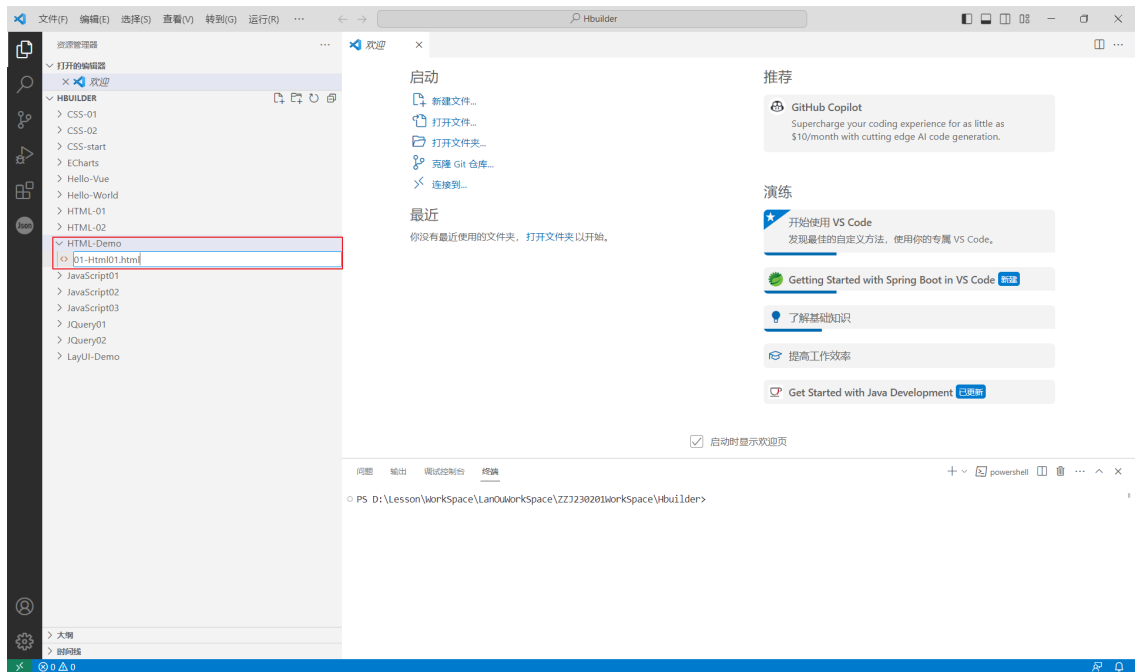 文件(F) 编辑(E) 选择(S) 查看(V) 转到(G) 运行(R) ··· Hbuilder
资源管理器
打开的编辑器
欢迎
HBUILDER
CSS-01
CSS-02
CSS-start
ECharts
Hello-Vue
Hello-World
HTML-01
HTML-02
HTML-Demo
01-Html01.html
JavaScript01
JavaScript02
JavaScript03
JQuery01
JQuery02
LayUI-Demo
大纲
时间线
Json
欢迎
启动
新建文件...
打开文件...
打开文件夹...
克隆 Git 仓库...
连接到...
最近
你没有最近使用的文件夹，打开文件夹以开始。
推荐
GitHub Copilot
Supercharge your coding experience for as little as
$10/month with cutting edge AI code generation.
演练
开始使用 VS Code
发现最佳的自定义方法，使用你的专属 VS Code。
Getting Started with Spring Boot in VS Code 新建
了解基础知识
提高工作效率
Get Started with Java Development 已更新
启动时显示欢迎页
问题 输出 调试控制台 终端 powershell
PS D:\Lesson\WorkSpace\LanOuWorkSpace\ZZJ230201WorkSpace\Hbuilder>
0 0